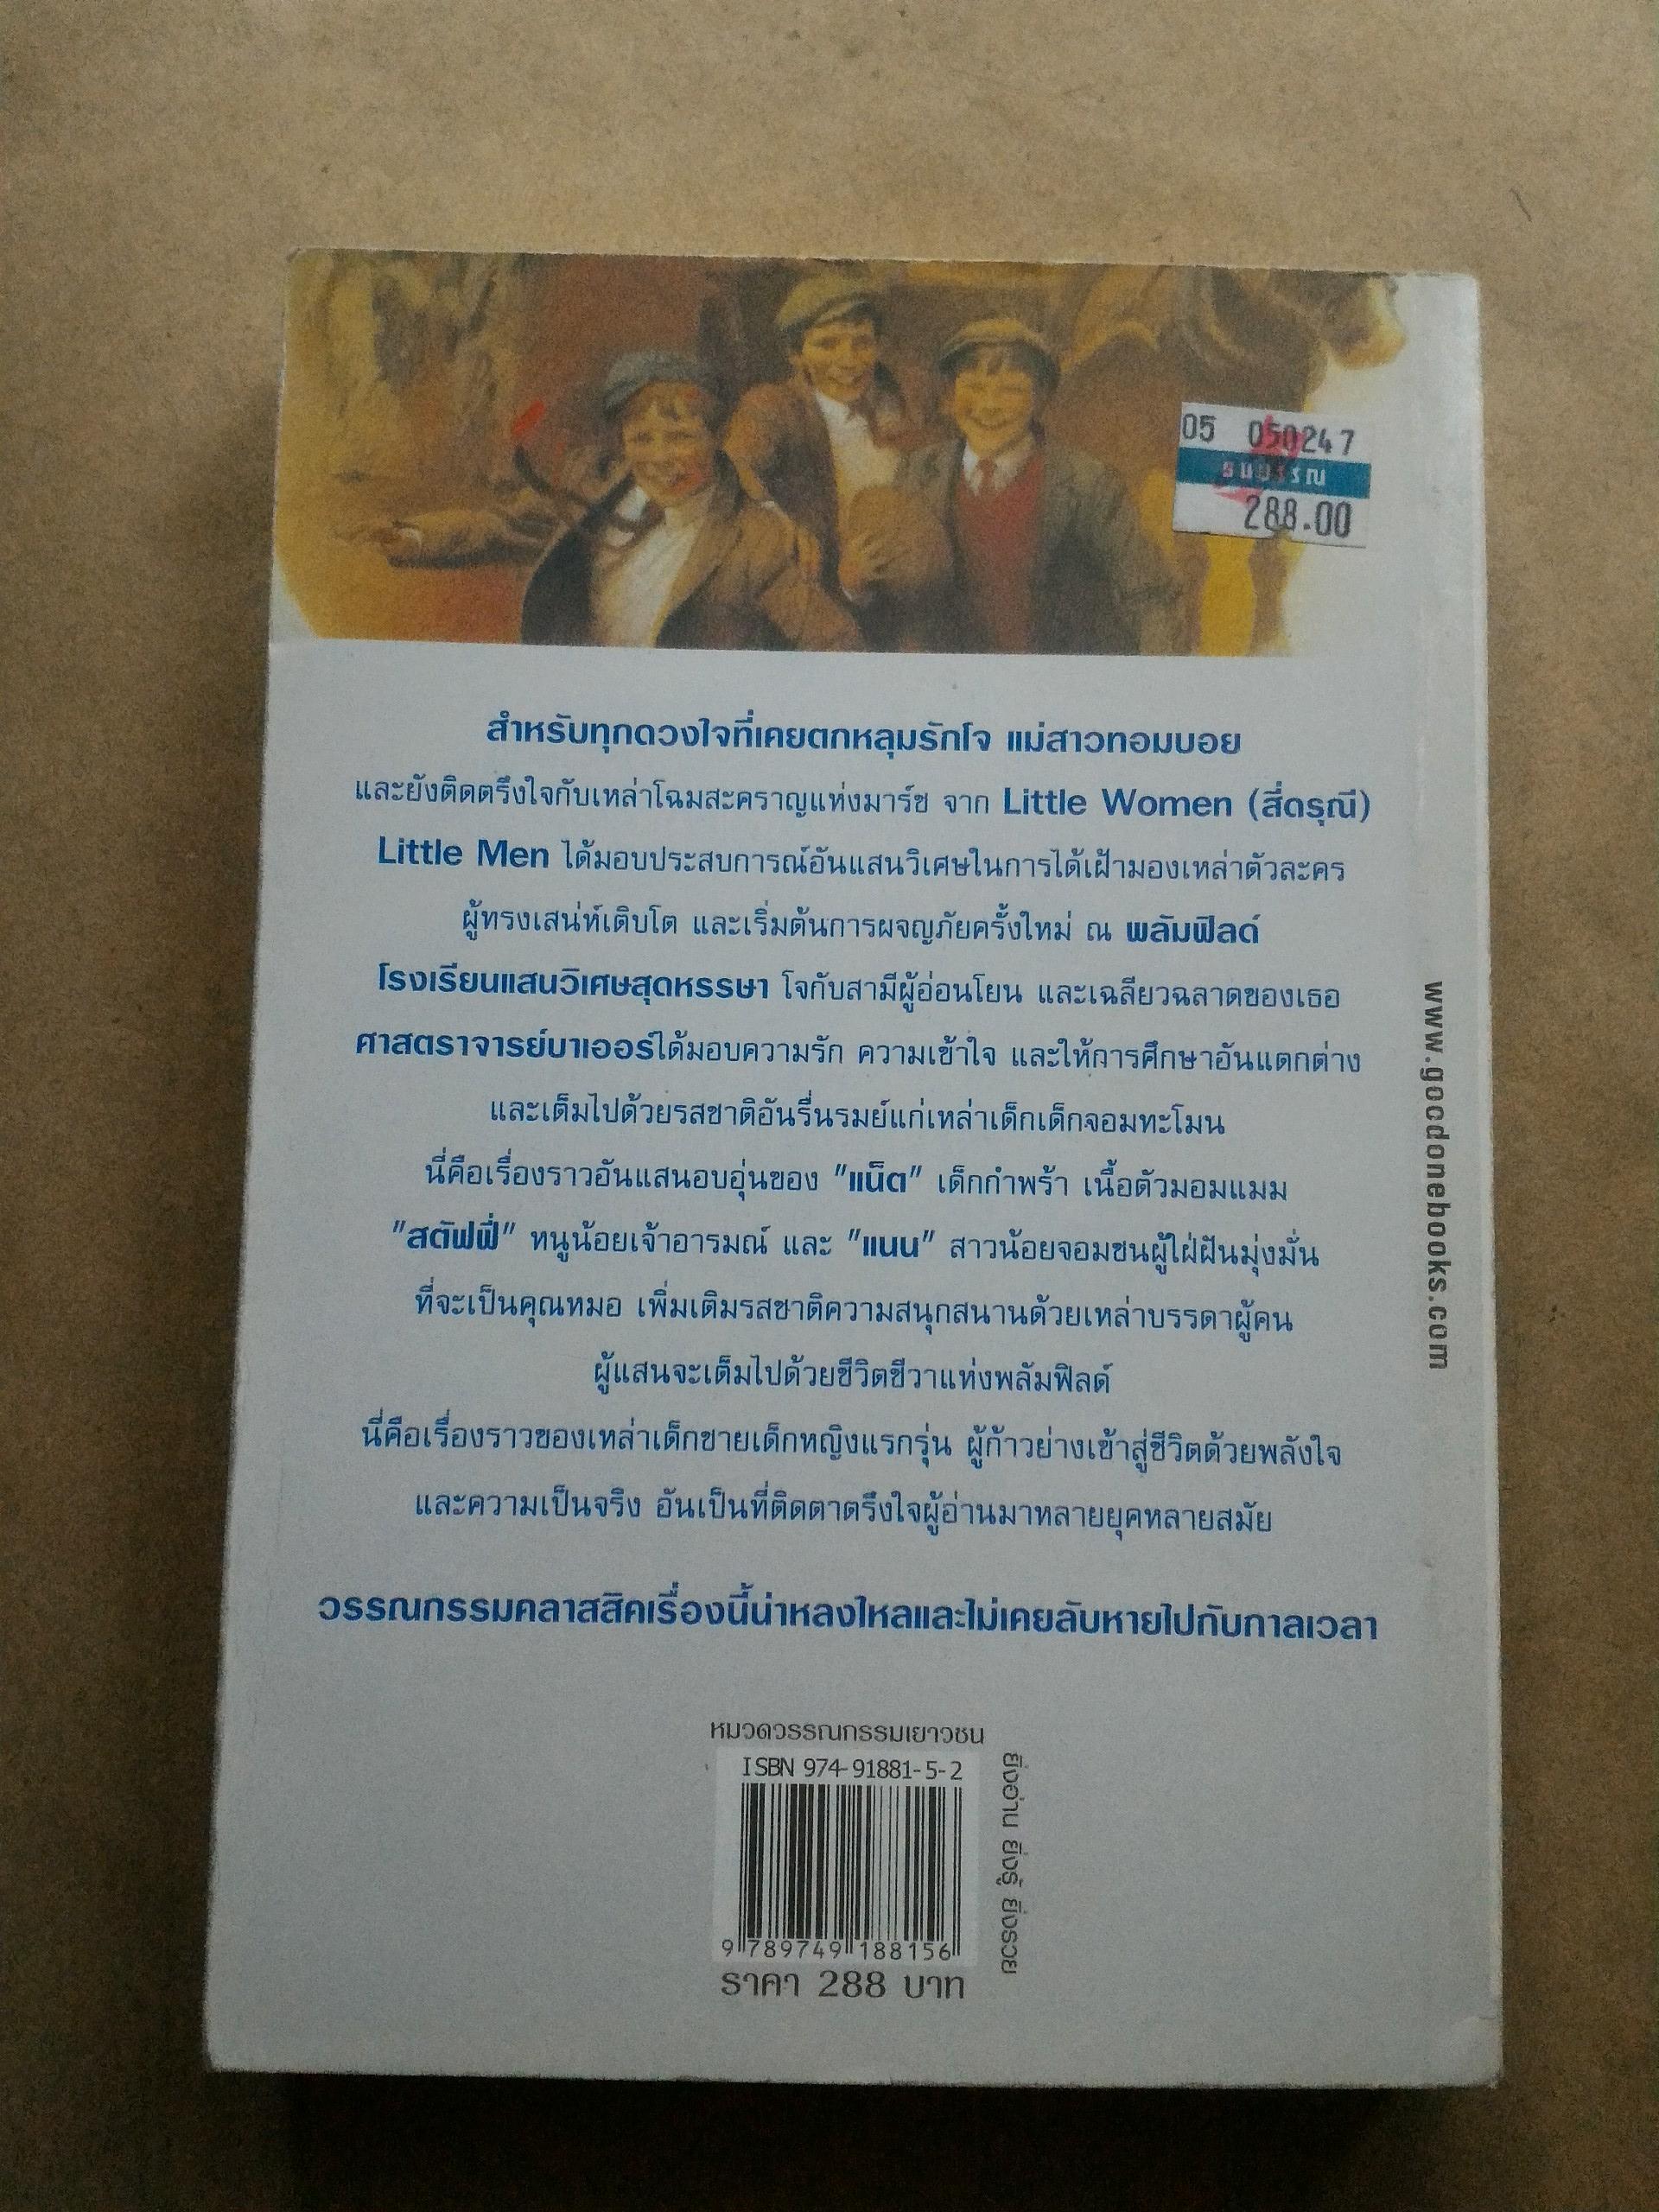 05 050247
ธนบรรณ
288.00
สำหรับทุกดวงใจที่เคยตกหลุมรักโจ แม่สาวทอมบอย
และยังติดตรึงใจกับเหล่าโฉมสะคราญแห่งมาร์ช จาก Little Women (สี่ดรุณี)
Little Men ได้มอบประสบการณ์อันแสนวิเศษในการได้เฝ้ามองเหล่าตัวละคร
ผู้ทรงเสน่ห์เติบโต และเริ่มต้นการผจญภัยครั้งใหม่ ณ พลัมฟิลด์
โรงเรียนแสนวิเศษสุดหรรษา โจกับสามีผู้อ่อนโยน และเฉลียวฉลาดของเธอ
ศาสตราจารย์บาเออร์ได้มอบความรัก ความเข้าใจ และให้การศึกษาอันแตกต่าง
และเต็มไปด้วยรสชาติอันรื่นรมย์แก่เหล่าเด็กเด็กจอมทะโมน
นี่คือเรื่องราวอันแสนอบอุ่นของ "แน็ต" เด็กกำพร้า เนื้อตัวมอมแมม
"สตัฟฟี่" หนูน้อยเจ้าอารมณ์ และ "แนน" สาวน้อยจอมซนผู้ใฝ่ฝันมุ่งมั่น
ที่จะเป็นคุณหมอ เพิ่มเติมรสชาติความสนุกสนานด้วยเหล่าบรรดาผู้คน
ผู้แสนจะเต็มไปด้วยชีวิตชีวาแห่งพลัมฟิลด์
นี่คือเรื่องราวของเหล่าเด็กชายเด็กหญิงแรกรุ่น ผู้ก้าวย่างเข้าสู่ชีวิตด้วยพลังใจ
และความเป็นจริง อันเป็นที่ติดตาตรึงใจผู้อ่านมาหลายยุคหลายสมัย
วรรณกรรมคลาสสิคเรื่องนี้น่าหลงใหลและไม่เคยลับหายไปกับกาลเวลา
www.goodonebooks.com
หมวดวรรณกรรมเยาวชน
ISBN 974-91881-5-2
9 789749 188156
ราคา 288 บาท
ยิ่งอ่าน ยิ่งรู้ ยิ่งรวย